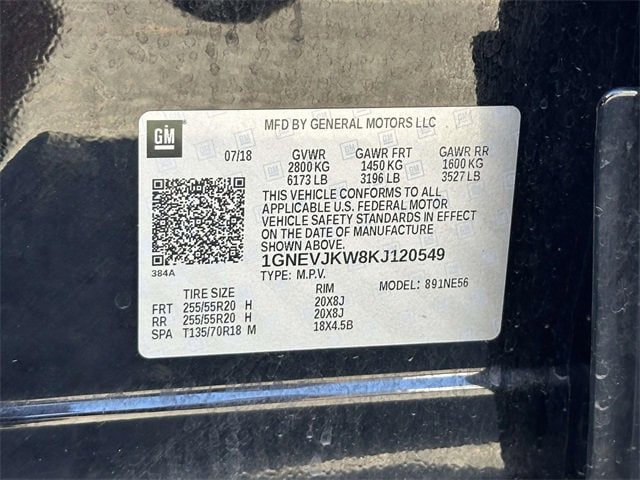 GM
MFD BY GENERAL MOTORS LLC
07/18 GVWR GAWR FRT GAWR RR
2800 KG 1450 KG 1600 KG
6173 LB 3196 LB 3527 LB
THIS VEHICLE CONFORMS TO ALL
APPLICABLE U.S. FEDERAL MOTOR
VEHICLE SAFETY STANDARDS IN EFFECT
ON THE DATE OF MANUFACTURE
SHOWN ABOVE.
384A
1GNEVJKW8KJ120549
TYPE: M.P.V. MODEL: 891NE56
TIRE SIZE RIM
FRT 255/55R20 H 20X8J
RR 255/55R20 H 20X8J
SPA T135/70R18 M 18X4.5B